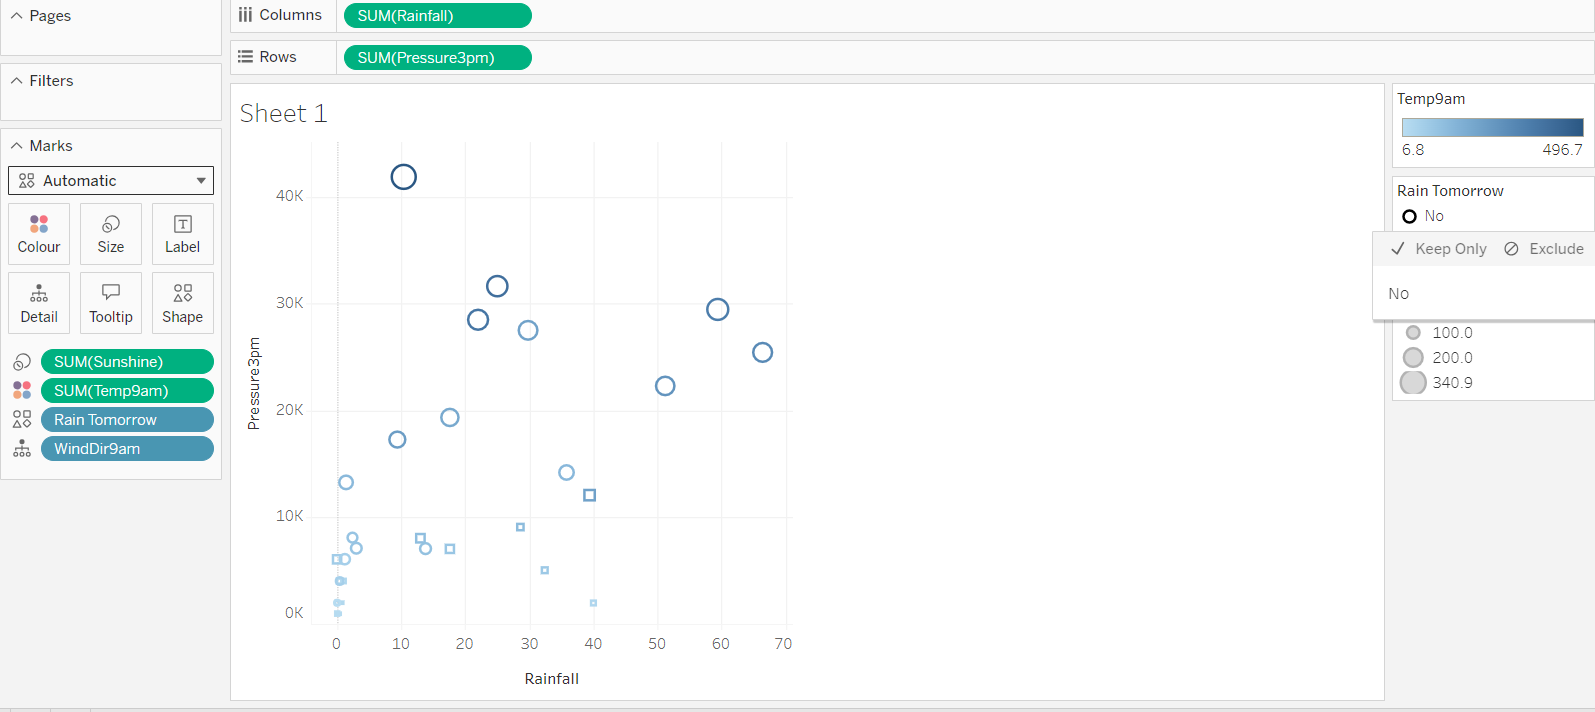 Pages
Columns
SUM(Rainfall)
Rows
SUM(Pressure3pm)
Filters
Marks
Automatic
Colour
Size
Label
Detail
Tooltip
Shape
SUM(Sunshine)
SUM(Temp9am)
Rain Tomorrow
WindDir9am
Sheet 1
Pressure3pm
40K
30K
20K
10K
0K
0 10 20 30 40 50 60 70
Rainfall
Temp9am
6.8 496.7
Rain Tomorrow
No
Keep Only Exclude
No
100.0
200.0
340.9